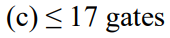 (c) ≤ 17 gates